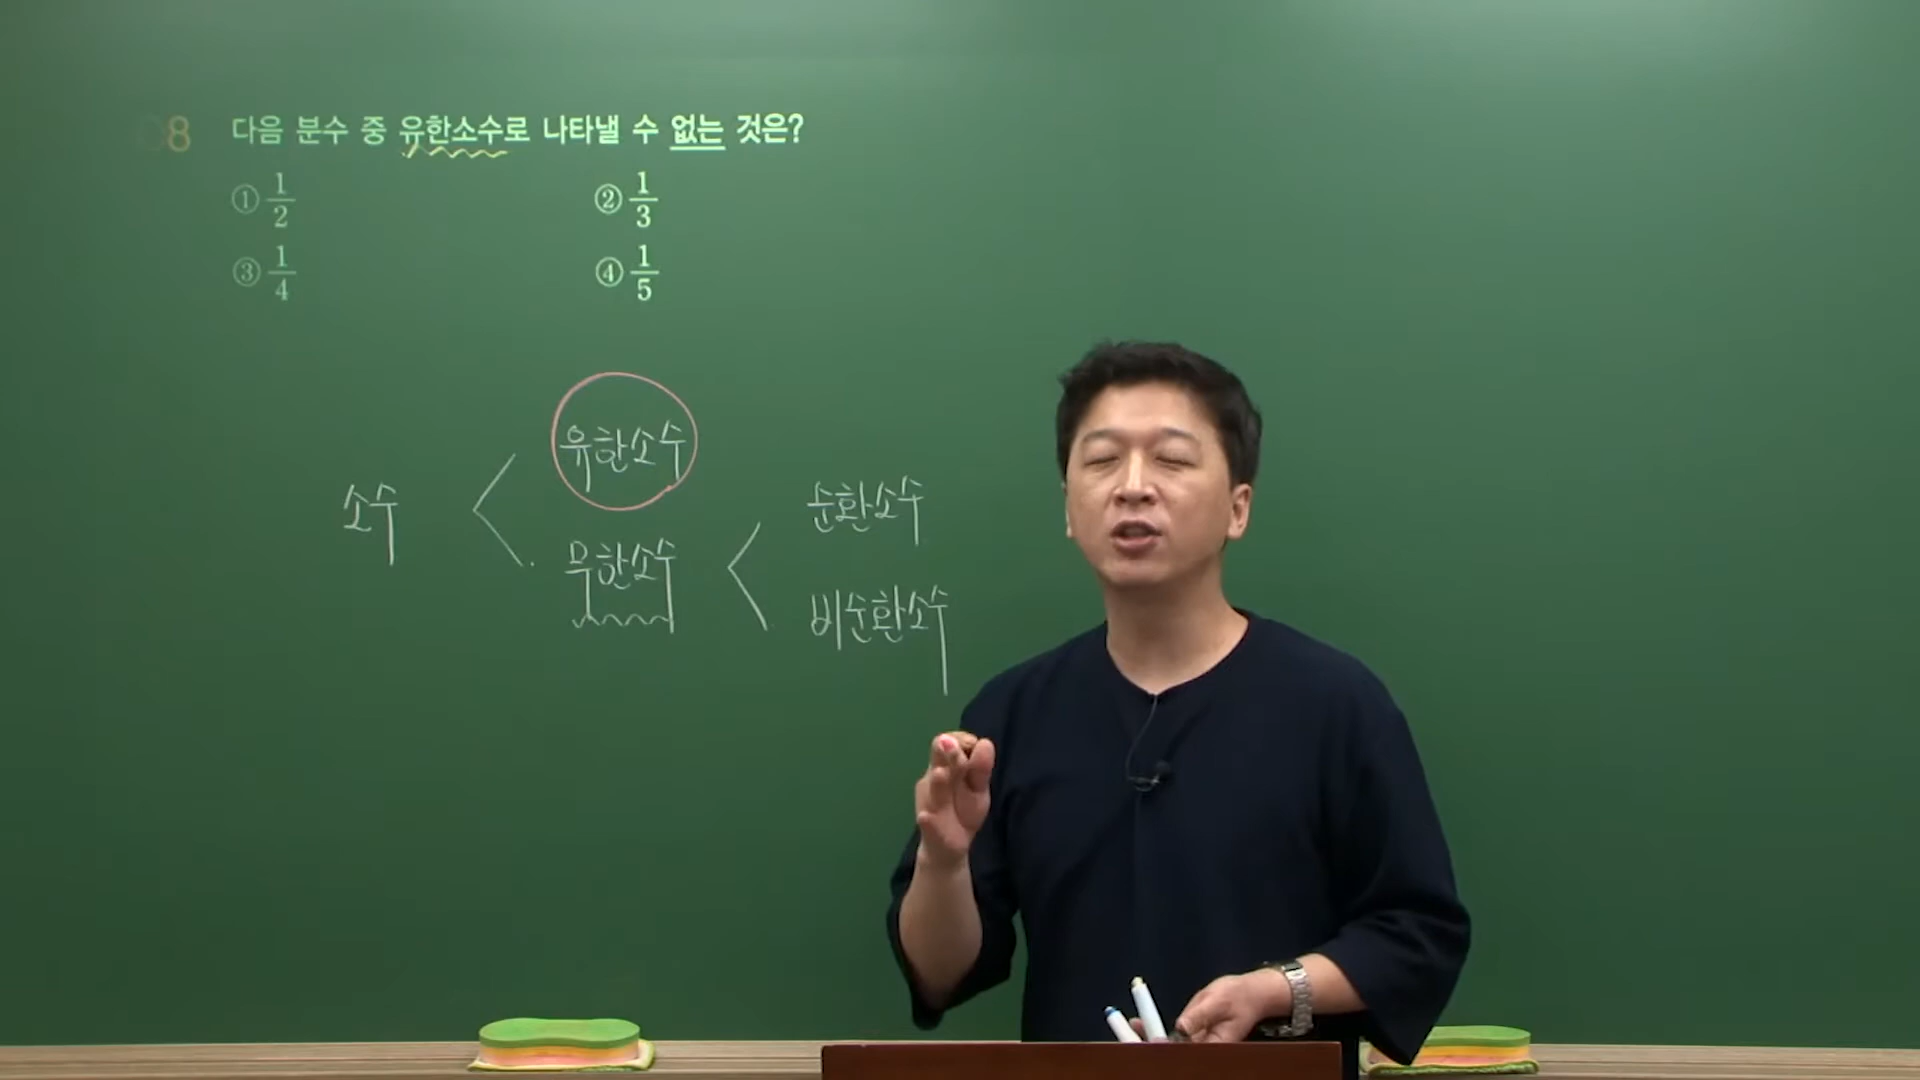 08 다음 분수 중 유한소수로 나타낼 수 없는 것은?
① 1/2 ② 1/3
③ 1/4 ④ 1/5
유한소수
소수
순환소수
무한소수
비순환소수